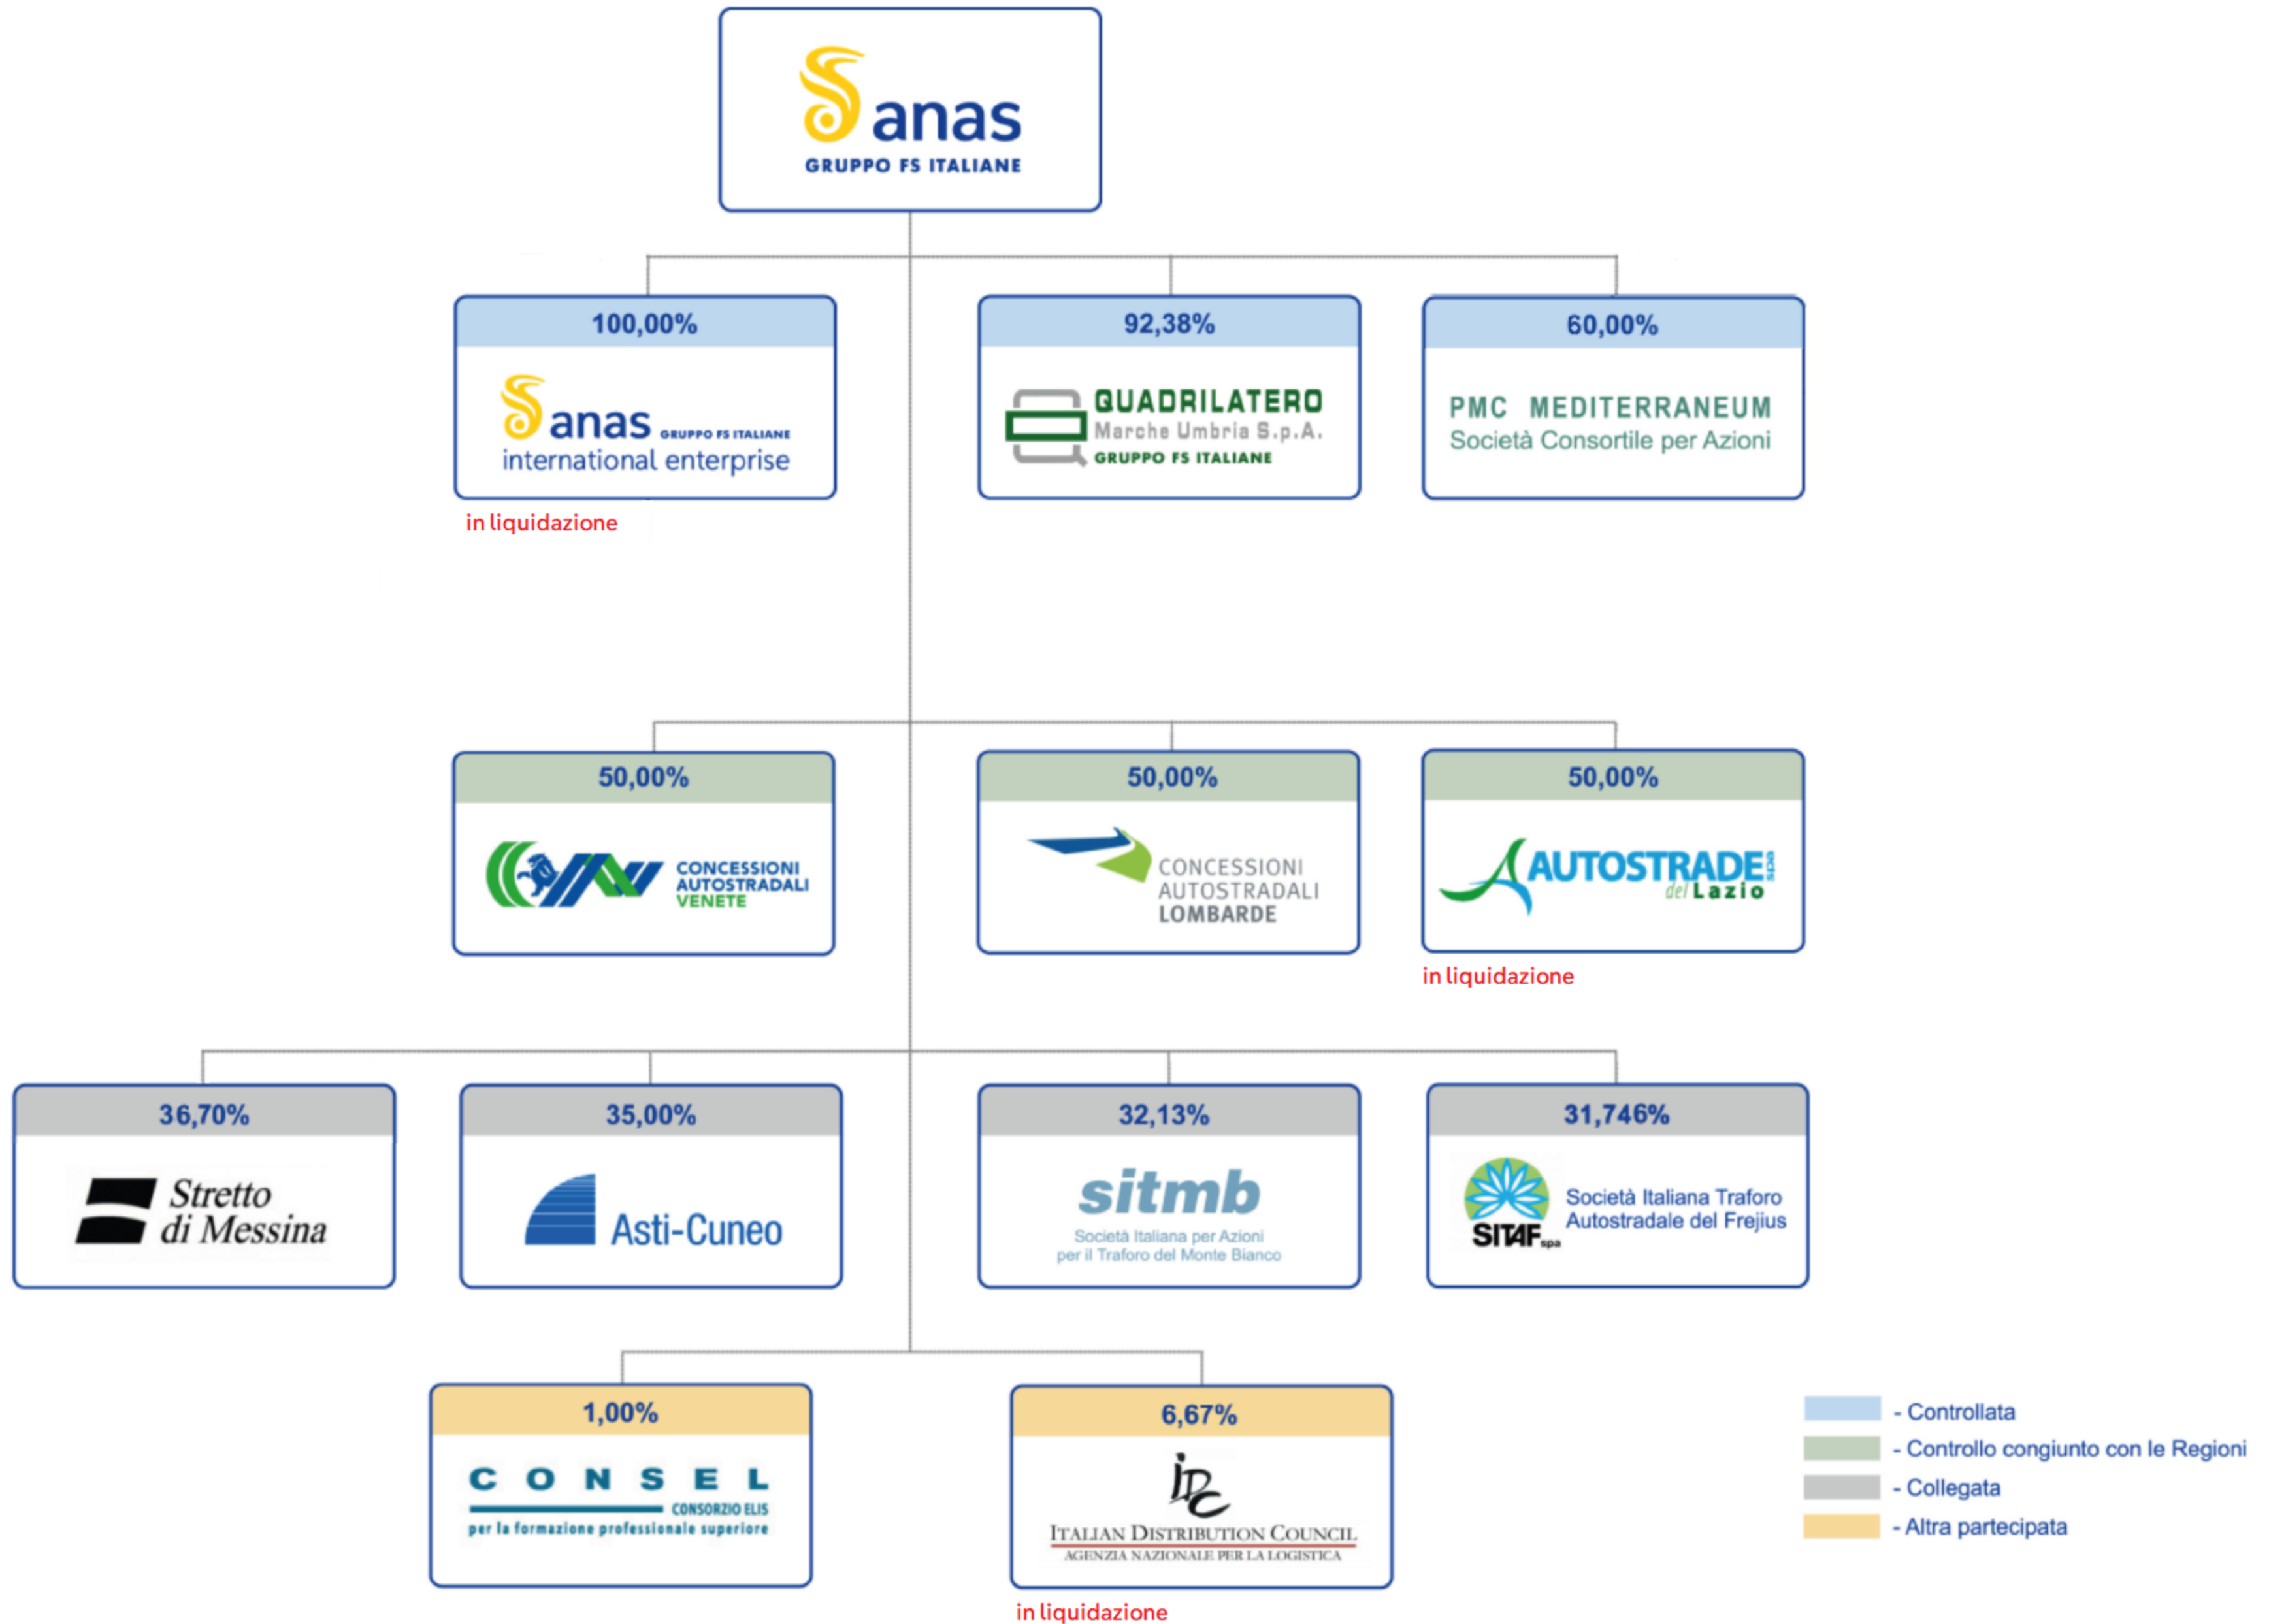 anas
GRUPPO FS ITALIANE
100,00%
anas GRUPPO FS ITALIANE
international enterprise
in liquidazione
92,38%
QUADRILATERO
Marche Umbria S.p.A.
GRUPPO FS ITALIANE
60,00%
PMC MEDITERRANEUM
Società Consortile per Azioni
50,00%
CAV
CONCESSIONI
AUTOSTRADALI
VENETE
50,00%
CONCESSIONI
AUTOSTRADALI
LOMBARDE
50,00%
AUTOSTRADE spa
del Lazio
in liquidazione
36,70%
Stretto
di Messina
35,00%
Asti-Cuneo
32,13%
sitmb
Società Italiana per Azioni
per il Traforo del Monte Bianco
31,746%
SITAF spa
Società Italiana Traforo
Autostradale del Frejius
1,00%
CONSEL
CONSORZIO ELIS
per la formazione professionale superiore
6,67%
IDC
ITALIAN DISTRIBUTION COUNCIL
AGENZIA NAZIONALE PER LA LOGISTICA
in liquidazione
- Controllata
- Controllo congiunto con le Regioni
- Collegata
- Altra partecipata